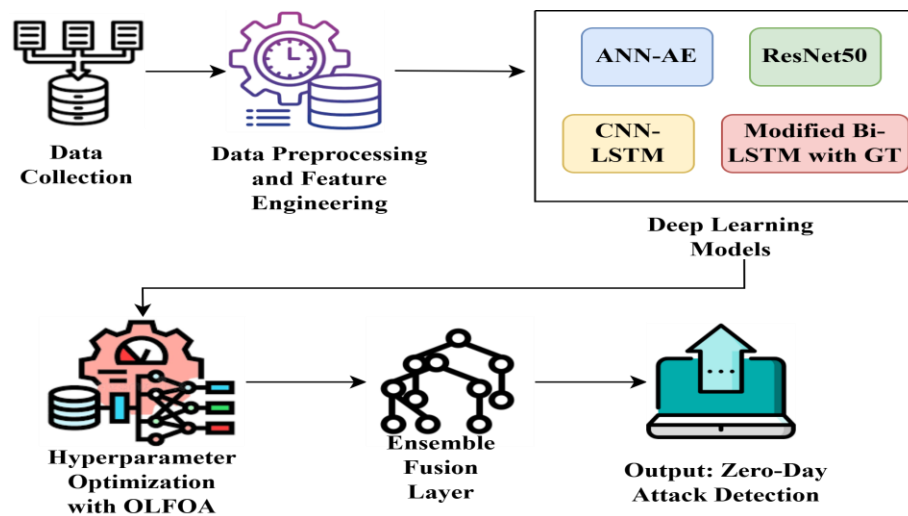 Data
Collection
Data Preprocessing
and Feature
Engineering
ANN-AE
ResNet50
CNN-
LSTM
Modified Bi-
LSTM with GT
Deep Learning
Models
Hyperparameter
Optimization
with OLFOA
Ensemble
Fusion
Layer
Output: Zero-Day
Attack Detection